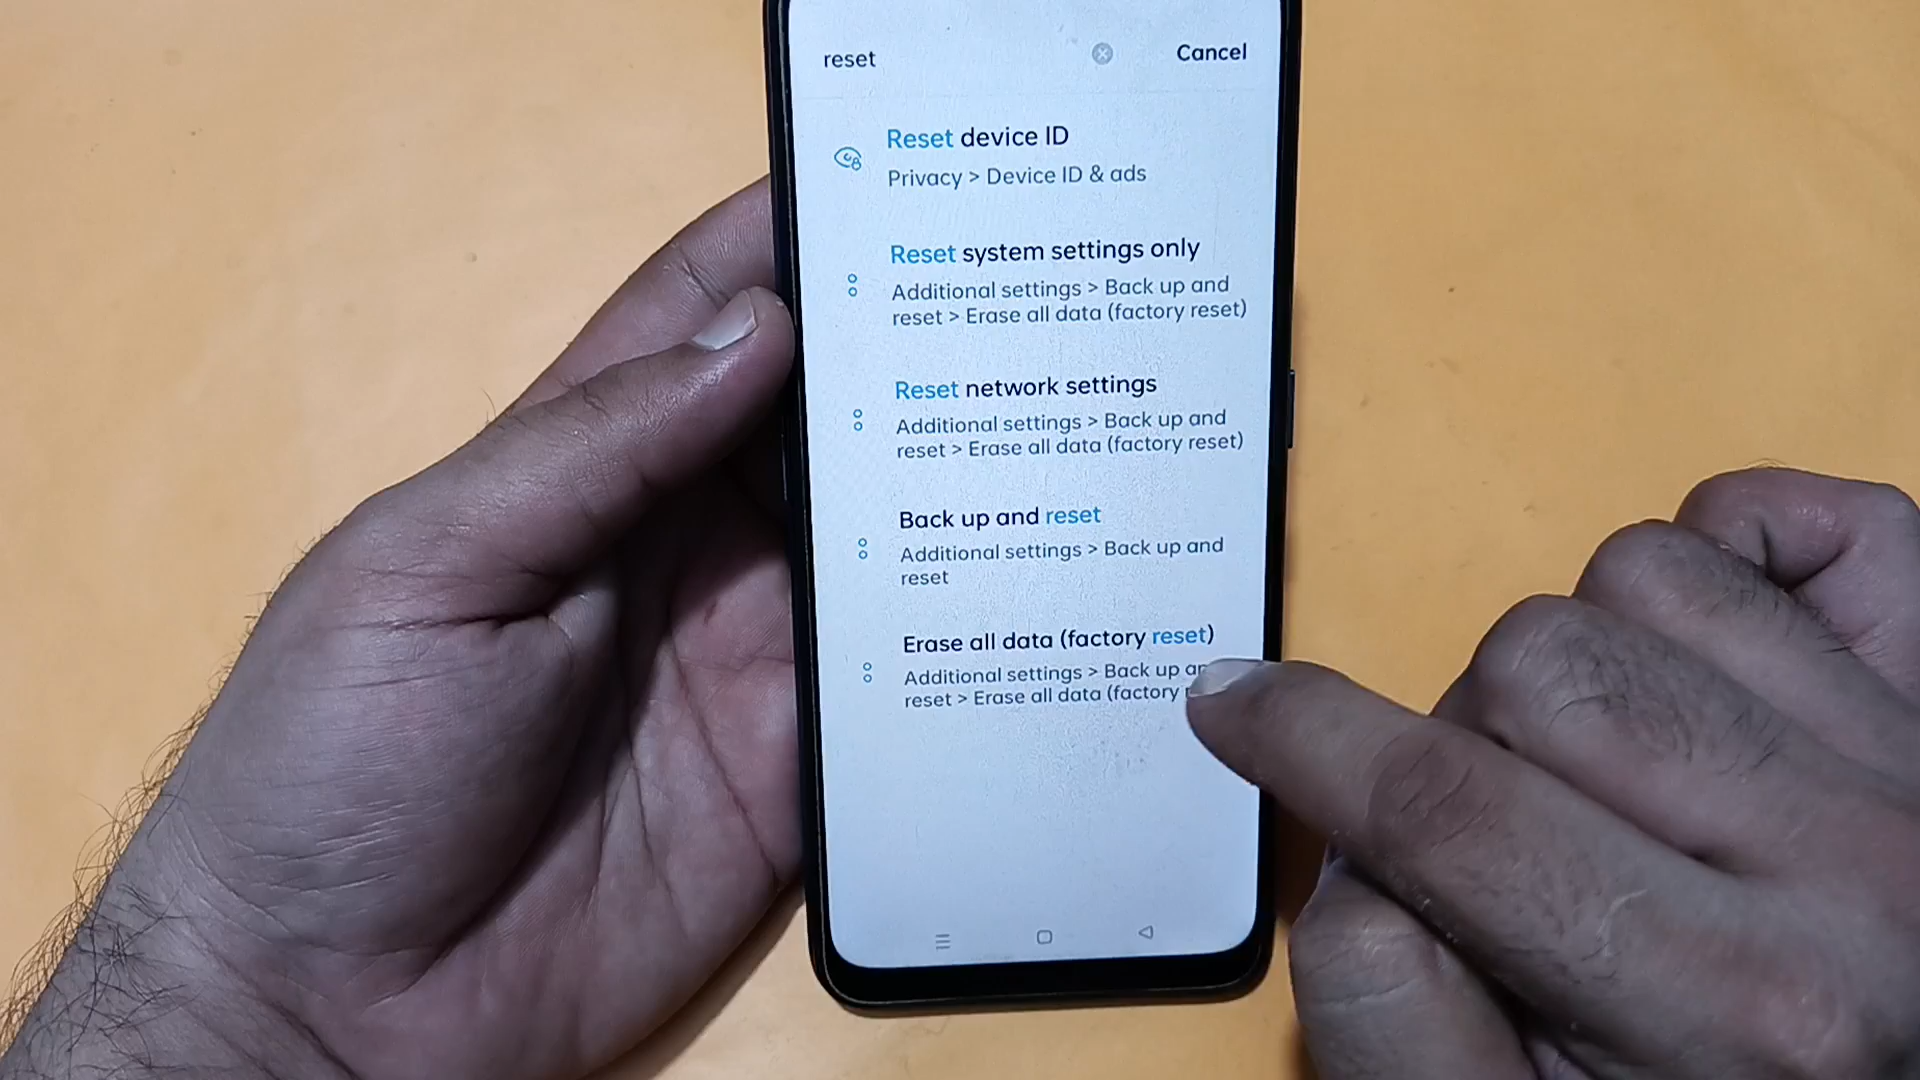 reset
Cancel
Reset device ID
Privacy > Device ID & ads
Reset system settings only
Additional settings > Back up and
reset > Erase all data (factory reset)
Reset network settings
Additional settings > Back up and
reset > Erase all data (factory reset)
Back up and reset
Additional settings > Back up and
reset
Erase all data (factory reset)
Additional settings > Back up
reset > Erase all data (factory